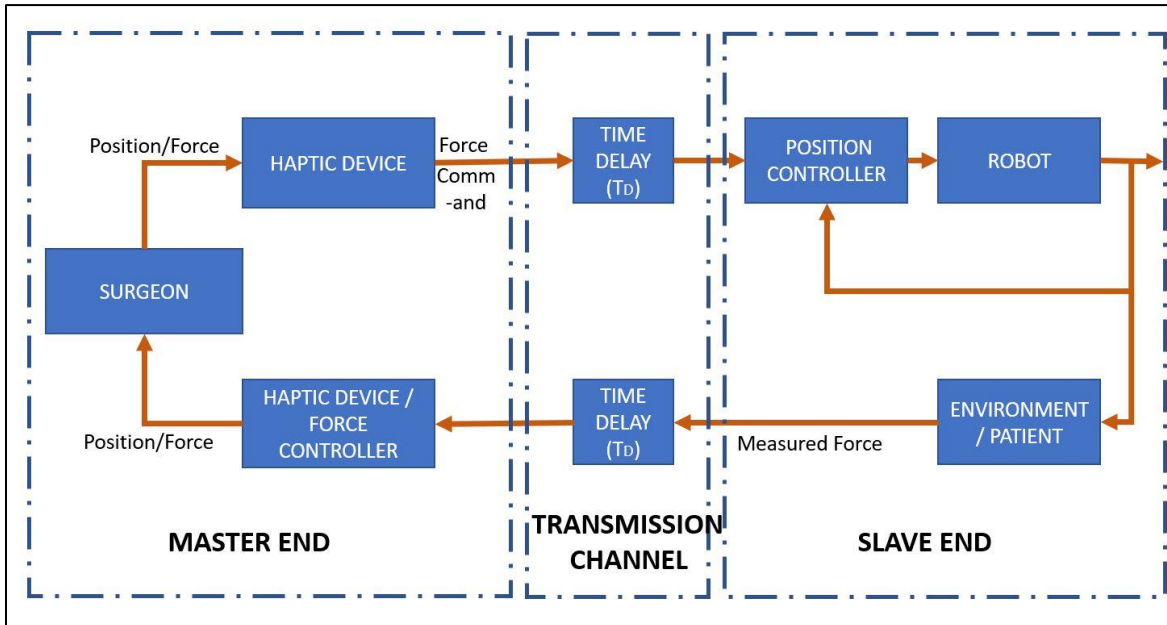 Position/Force
HAPTIC DEVICE
Force
Comm
-and
TIME
DELAY
(TD)
POSITION
CONTROLLER
ROBOT
SURGEON
Position/Force
HAPTIC DEVICE /
FORCE
CONTROLLER
TIME
DELAY
(TD)
Measured Force
ENVIRONMENT
/ PATIENT
MASTER END
TRANSMISSION
CHANNEL
SLAVE END